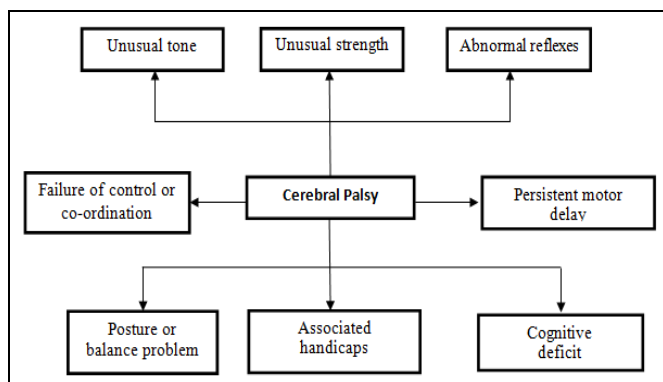 Unusual tone
Unusual strength
Abnormal reflexes
Failure of control or
co-ordination
Cerebral Palsy
Persistent motor
delay
Posture or
balance problem
Associated
handicaps
Cognitive
deficit